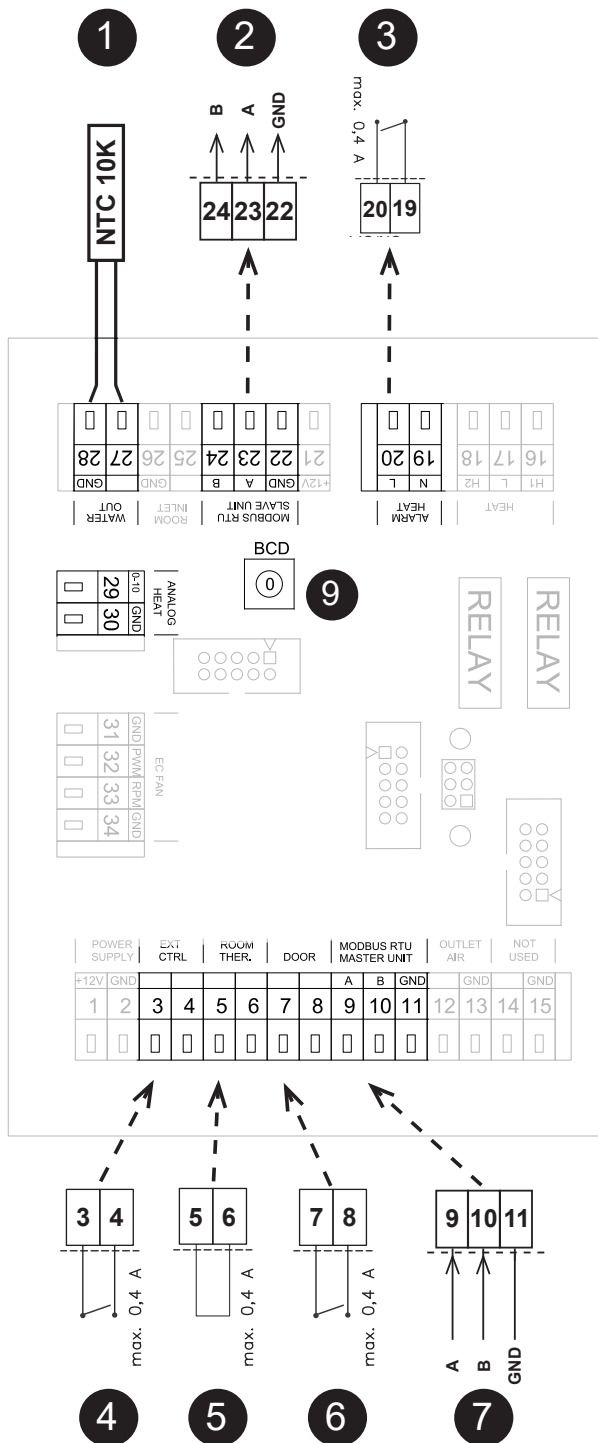 1
2
3
NTC 10K
B
A
GND
24 23 22
max. 0,4 A
20 19
28 27 26 25 24 23 22 21
GND
GND
B
A
GND
+12V
WATER
OUT
ROOM
INLET
MODBUS RTU
SLAVE UNIT
20 19 18 17 16
L
N
H2
L
H1
ALARM
HEAT
HEAT
BCD
0
9
29 0-10
30 GND
ANALOG
HEAT
RELAY
RELAY
31 GND
32 PWM
33 RPM
34 GND
EC FAN
POWER
SUPPLY
EXT
CTRL
ROOM
THER.
DOOR
MODBUS RTU
MASTER UNIT
OUTLET
AIR
NOT
USED
+12V GND A B GND GND GND
1 2 3 4 5 6 7 8 9 10 11 12 13 14 15
3 4
5 6
7 8
9 10 11
max. 0,4 A
max. 0,4 A
max. 0,4 A
A
B
GND
4
5
6
7